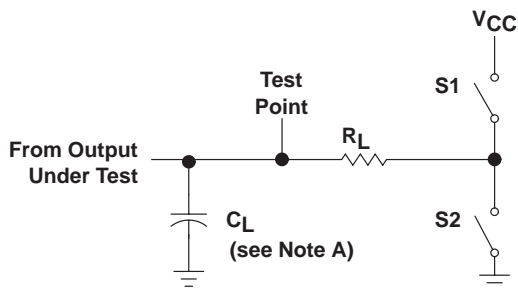 VCC
S1
Test
Point
RL
From Output
Under Test
S2
CL
(see Note A)